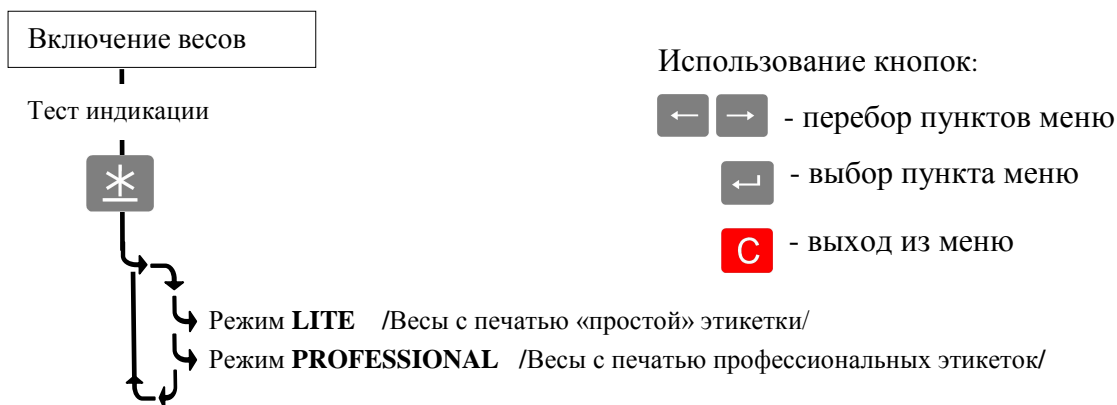 Включение весов
Тест индикации
Использование кнопок:
← → - перебор пунктов меню
↵ - выбор пункта меню
C - выход из меню
Режим LITE /Весы с печатью «простой» этикетки/
Режим PROFESSIONAL /Весы с печатью профессиональных этикеток/